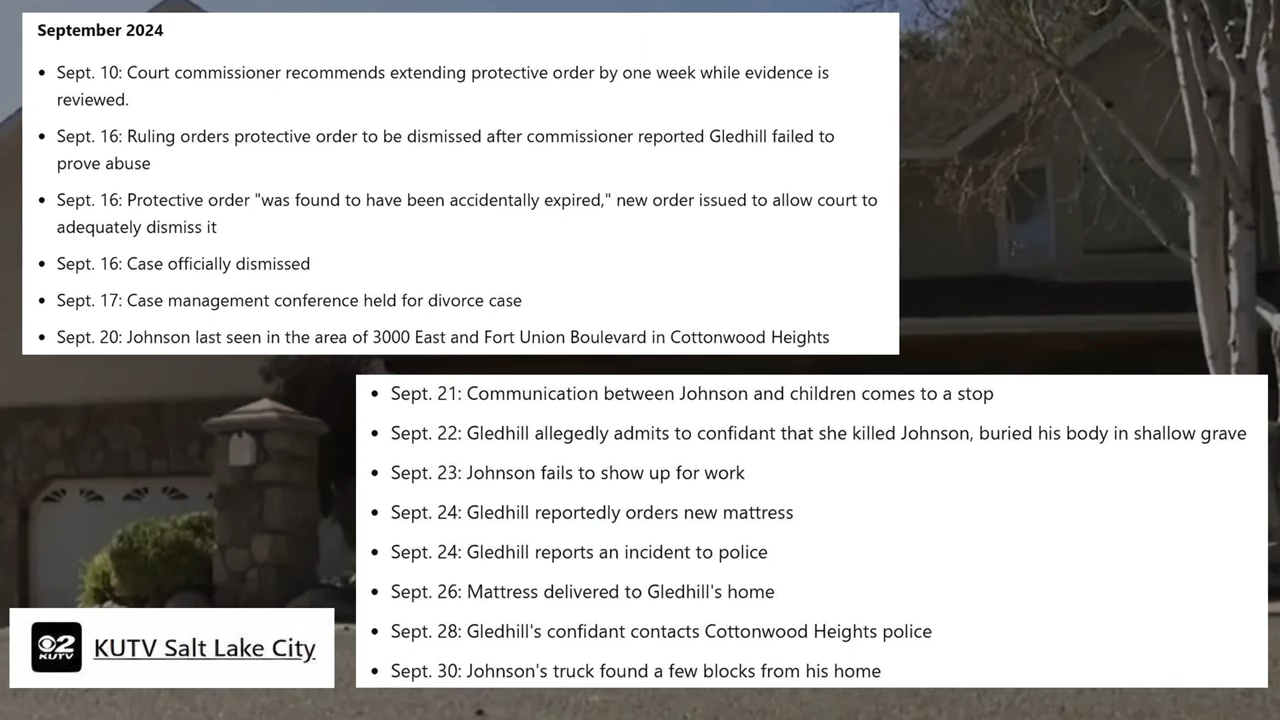 September 2024
• Sept. 10: Court commissioner recommends extending protective order by one week while evidence is
reviewed.
• Sept. 16: Ruling orders protective order to be dismissed after commissioner reported Gledhill failed to
prove abuse
• Sept. 16: Protective order "was found to have been accidentally expired," new order issued to allow court to
adequately dismiss it
• Sept. 16: Case officially dismissed
• Sept. 17: Case management conference held for divorce case
• Sept. 20: Johnson last seen in the area of 3000 East and Fort Union Boulevard in Cottonwood Heights
• Sept. 21: Communication between Johnson and children comes to a stop
• Sept. 22: Gledhill allegedly admits to confidant that she killed Johnson, buried his body in shallow grave
• Sept. 23: Johnson fails to show up for work
• Sept. 24: Gledhill reportedly orders new mattress
• Sept. 24: Gledhill reports an incident to police
• Sept. 26: Mattress delivered to Gledhill's home
• Sept. 28: Gledhill's confidant contacts Cottonwood Heights police
• Sept. 30: Johnson's truck found a few blocks from his home
2
KUTV
KUTV Salt Lake City